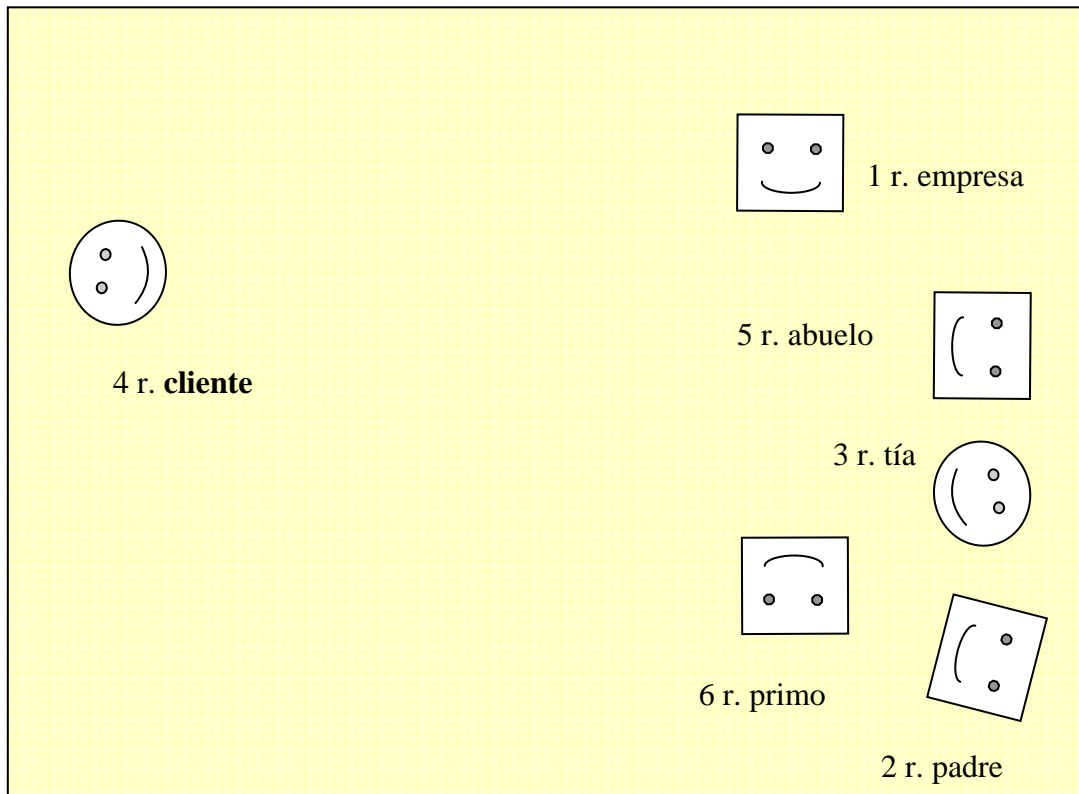 1 r. empresa
5 r. abuelo
4 r. cliente
3 r. tía
6 r. primo
2 r. padre